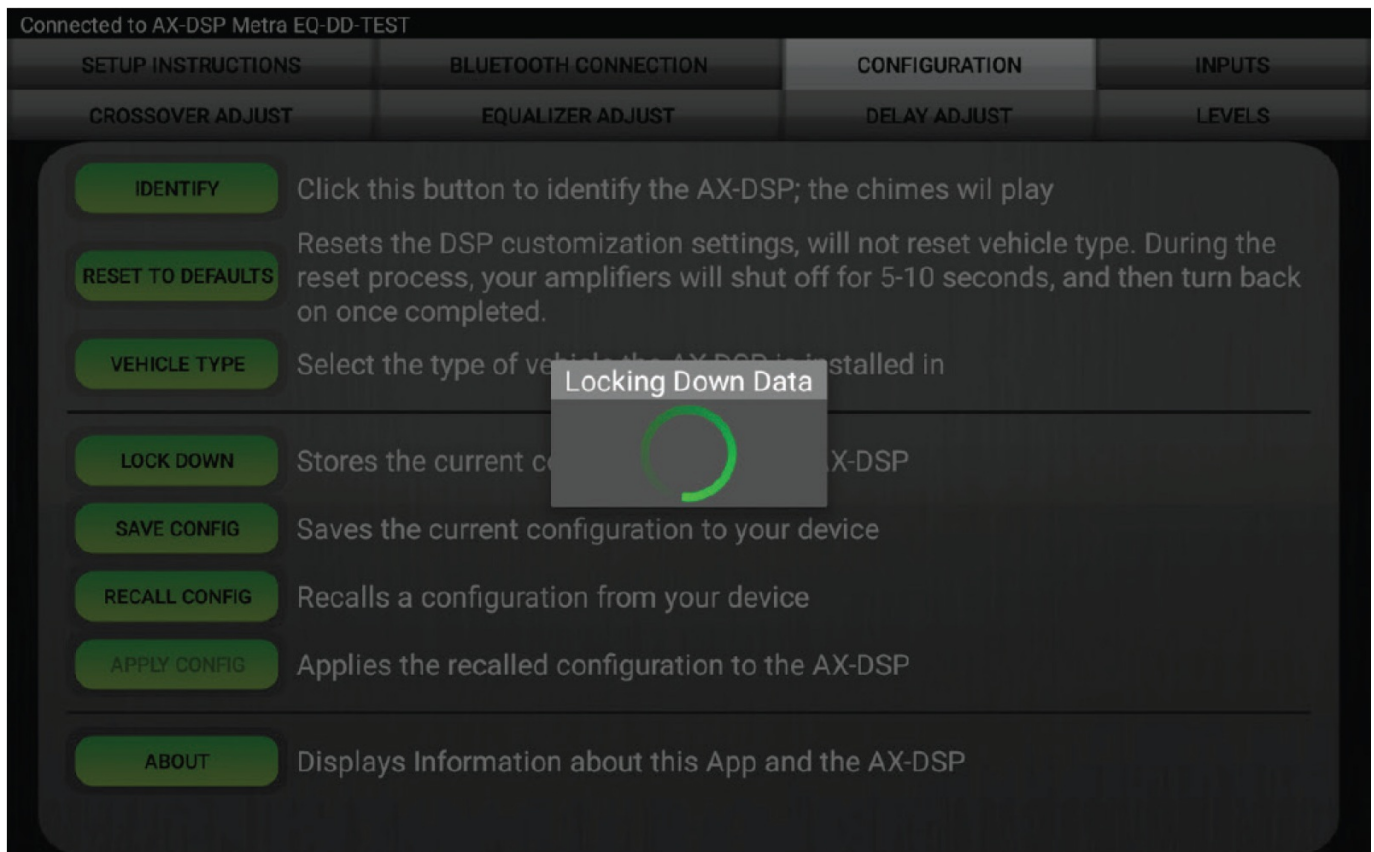 Connected to AX-DSP Metra EQ-DD-TEST
SETUP INSTRUCTIONS BLUETOOTH CONNECTION CONFIGURATION INPUTS
CROSSOVER ADJUST EQUALIZER ADJUST DELAY ADJUST LEVELS
IDENTIFY Click this button to identify the AX-DSP; the chimes wil play
Resets the DSP customization settings, will not reset vehicle type. During the
RESET TO DEFAULTS reset process, your amplifiers will shut off for 5-10 seconds, and then turn back
on once completed.
VEHICLE TYPE Select the type of vehicle the AX-DSP is installed in
Locking Down Data
LOCK DOWN Stores the current X-DSP
SAVE CONFIG Saves the current configuration to your device
RECALL CONFIG Recalls a configuration from your device
APPLY CONFIG Applies the recalled configuration to the AX-DSP
ABOUT Displays Information about this App and the AX-DSP